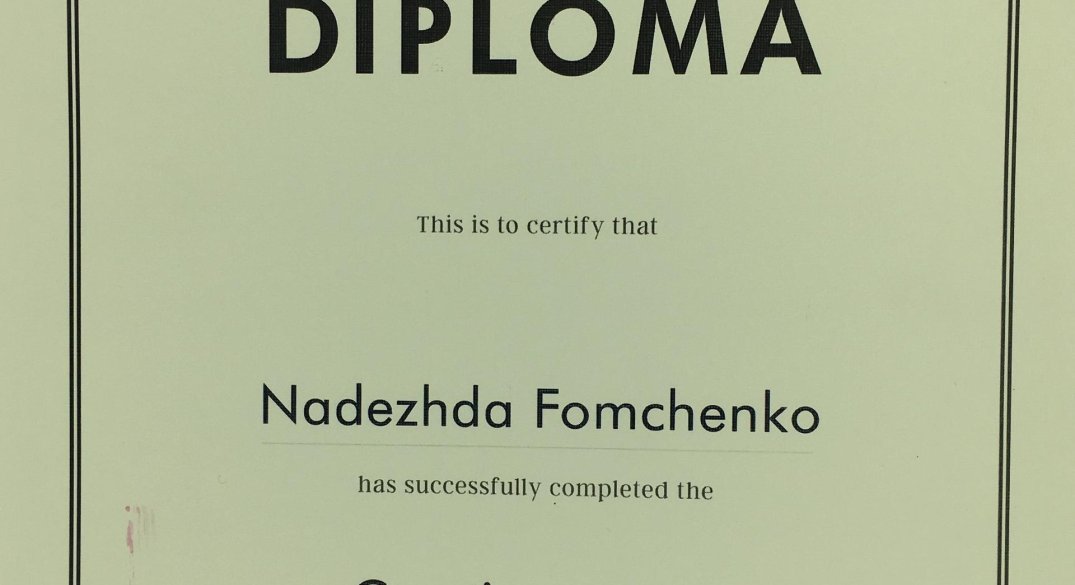 DIPLOMA
This is to certify that
Nadezhda Fomchenko
has successfully completed the